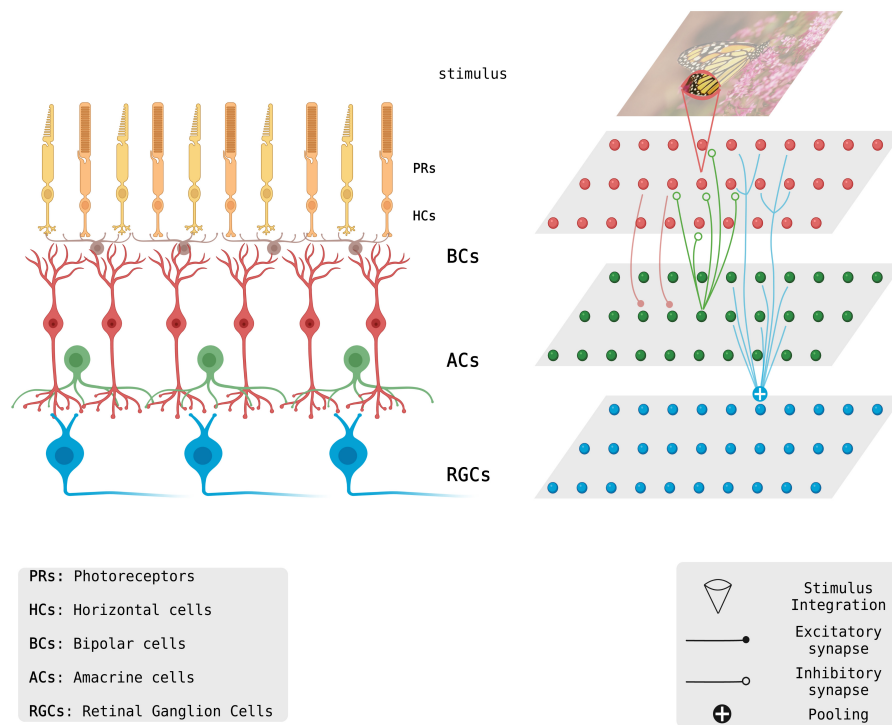 stimulus
PRs
HCs
BCs
ACs
RGCs
PRs: Photoreceptors
HCs: Horizontal cells
BCs: Bipolar cells
ACs: Amacrine cells
RGCs: Retinal Ganglion Cells
Stimulus
Integration
Excitatory
synapse
Inhibitory
synapse
Pooling